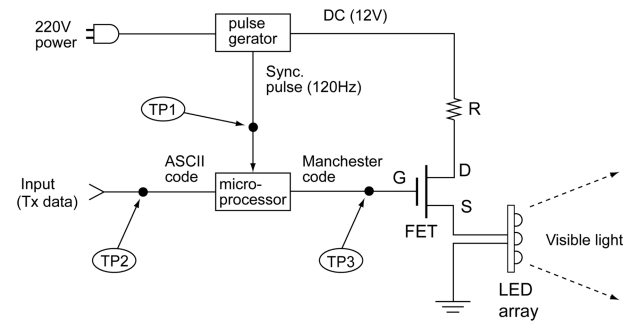 220V
power
pulse
gerator
DC (12V)
Sync.
pulse (120Hz)
TP1
R
ASCII
code
Manchester
code
Input
(Tx data)
micro-
processor
G
D
S
FET
TP2
TP3
Visible light
LED
array